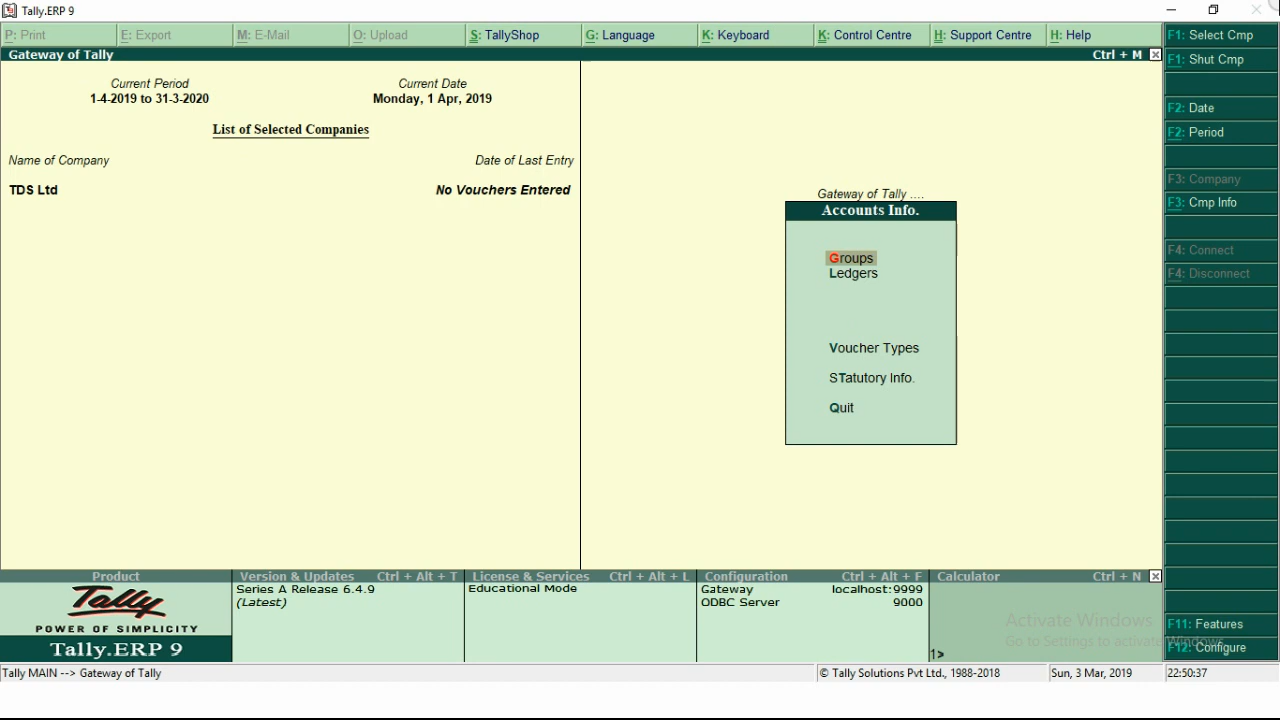 Tally.ERP 9
P: Print E: Export M: E-Mail O: Upload S: TallyShop G: Language K: Keyboard K: Control Centre H: Support Centre H: Help
Gateway of Tally Ctrl + M
Current Period Current Date
1-4-2019 to 31-3-2020 Monday, 1 Apr, 2019
List of Selected Companies
Name of Company Date of Last Entry
TDS Ltd No Vouchers Entered
Gateway of Tally ....
Accounts Info.
Groups
Ledgers
Voucher Types
STatutory Info.
Quit
F1: Select Cmp
F1: Shut Cmp
F2: Date
F2: Period
F3: Company
F3: Cmp Info
F4: Connect
F4: Disconnect
F11: Features
F12: Configure
Product
Tally
POWER OF SIMPLICITY
Tally.ERP 9
Version & Updates Ctrl + Alt + T
Series A Release 6.4.9
(Latest)
License & Services Ctrl + Alt + L
Educational Mode
Configuration Ctrl + Alt + F
Gateway localhost:9999
ODBC Server 9000
Calculator Ctrl + N
1>
Activate Windows
Go to Settings to activate Windows.
Tally MAIN --> Gateway of Tally © Tally Solutions Pvt Ltd., 1988-2018 Sun, 3 Mar, 2019 22:50:37